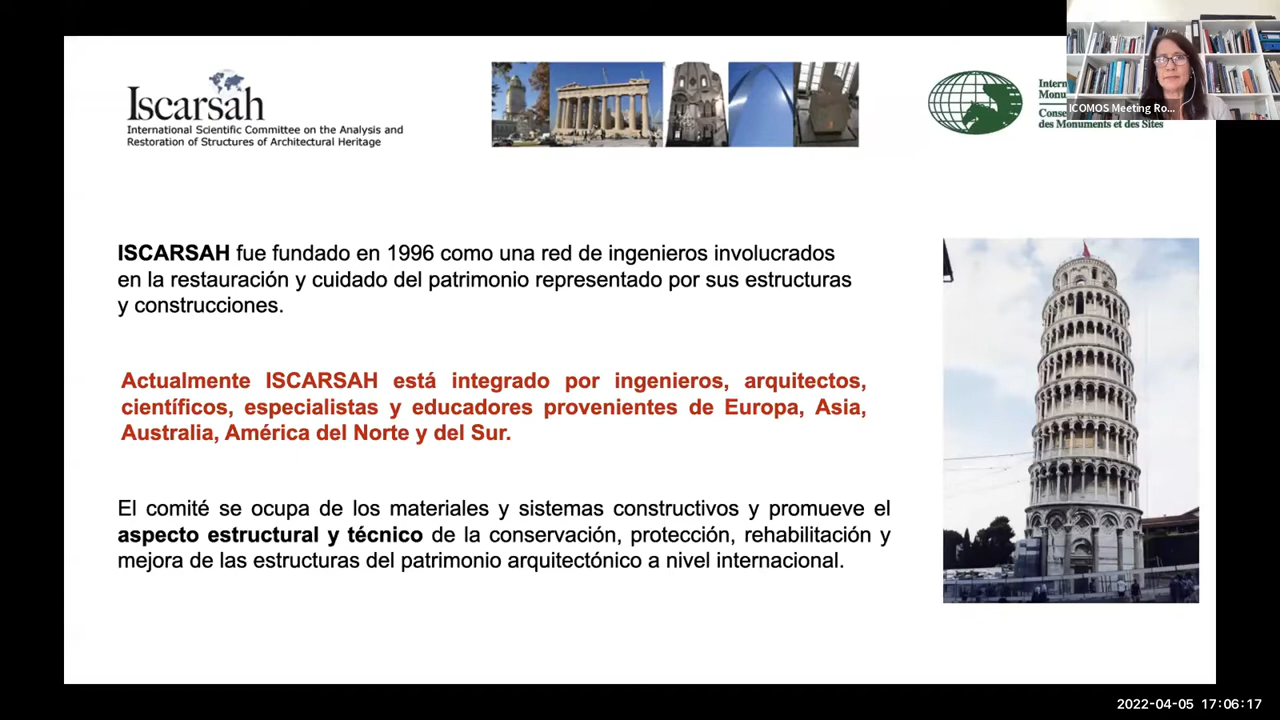 Iscarsah
International Scientific Committee on the Analysis and
Restoration of Structures of Architectural Heritage
Conse
des Monuments et des Sites
ICOMOS Meeting Ro...
ISCARSAH fue fundado en 1996 como una red de ingenieros involucrados
en la restauración y cuidado del patrimonio representado por sus estructuras
y construcciones.
Actualmente ISCARSAH está integrado por ingenieros, arquitectos,
científicos, especialistas y educadores provenientes de Europa, Asia,
Australia, América del Norte y del Sur.
El comité se ocupa de los materiales y sistemas constructivos y promueve el
aspecto estructural y técnico de la conservación, protección, rehabilitación y
mejora de las estructuras del patrimonio arquitectónico a nivel internacional.
2022-04-05 17:06:17